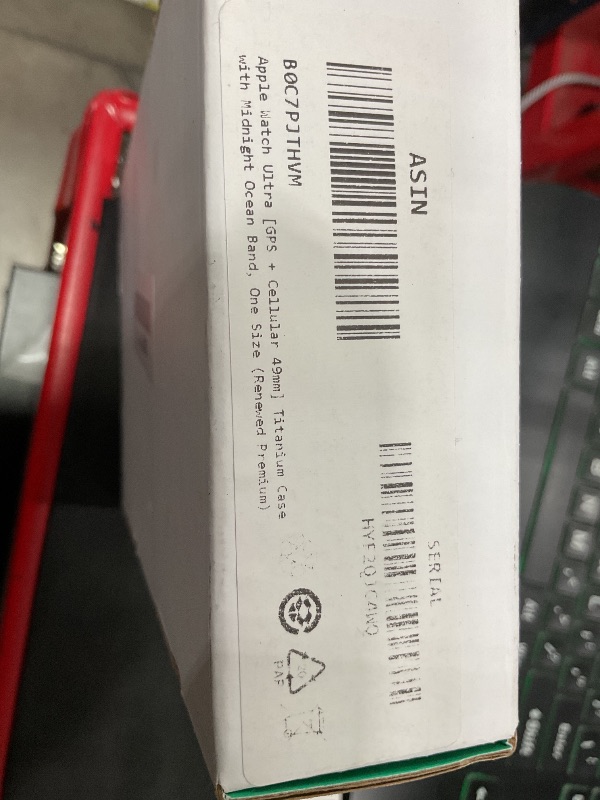 ASIN
B0C7PJTHVM
Apple Watch Ultra [GPS + Cellular 49mm] Titanium Case
with Midnight Ocean Band, One Size (Renewed Premium)
SERIAL
20
PAP